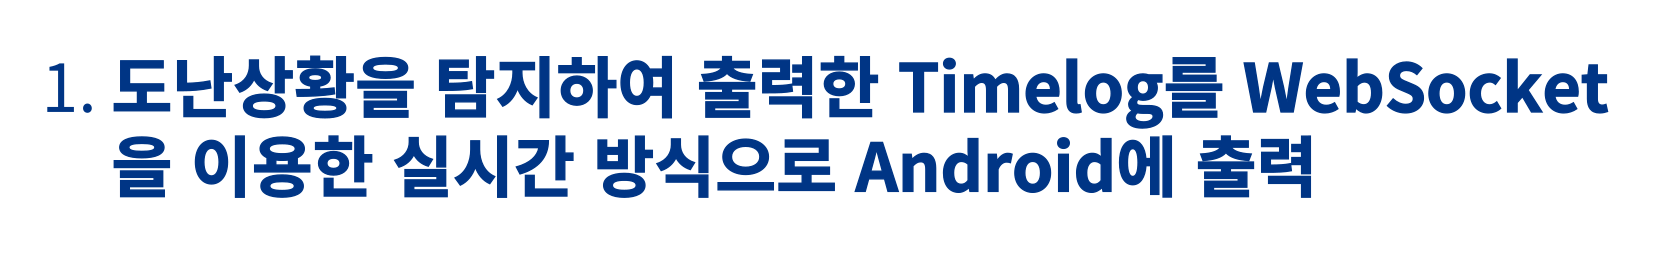 1. 도난상황을 탐지하여 출력한 Timelog를 WebSocket
을 이용한 실시간 방식으로 Android에 출력